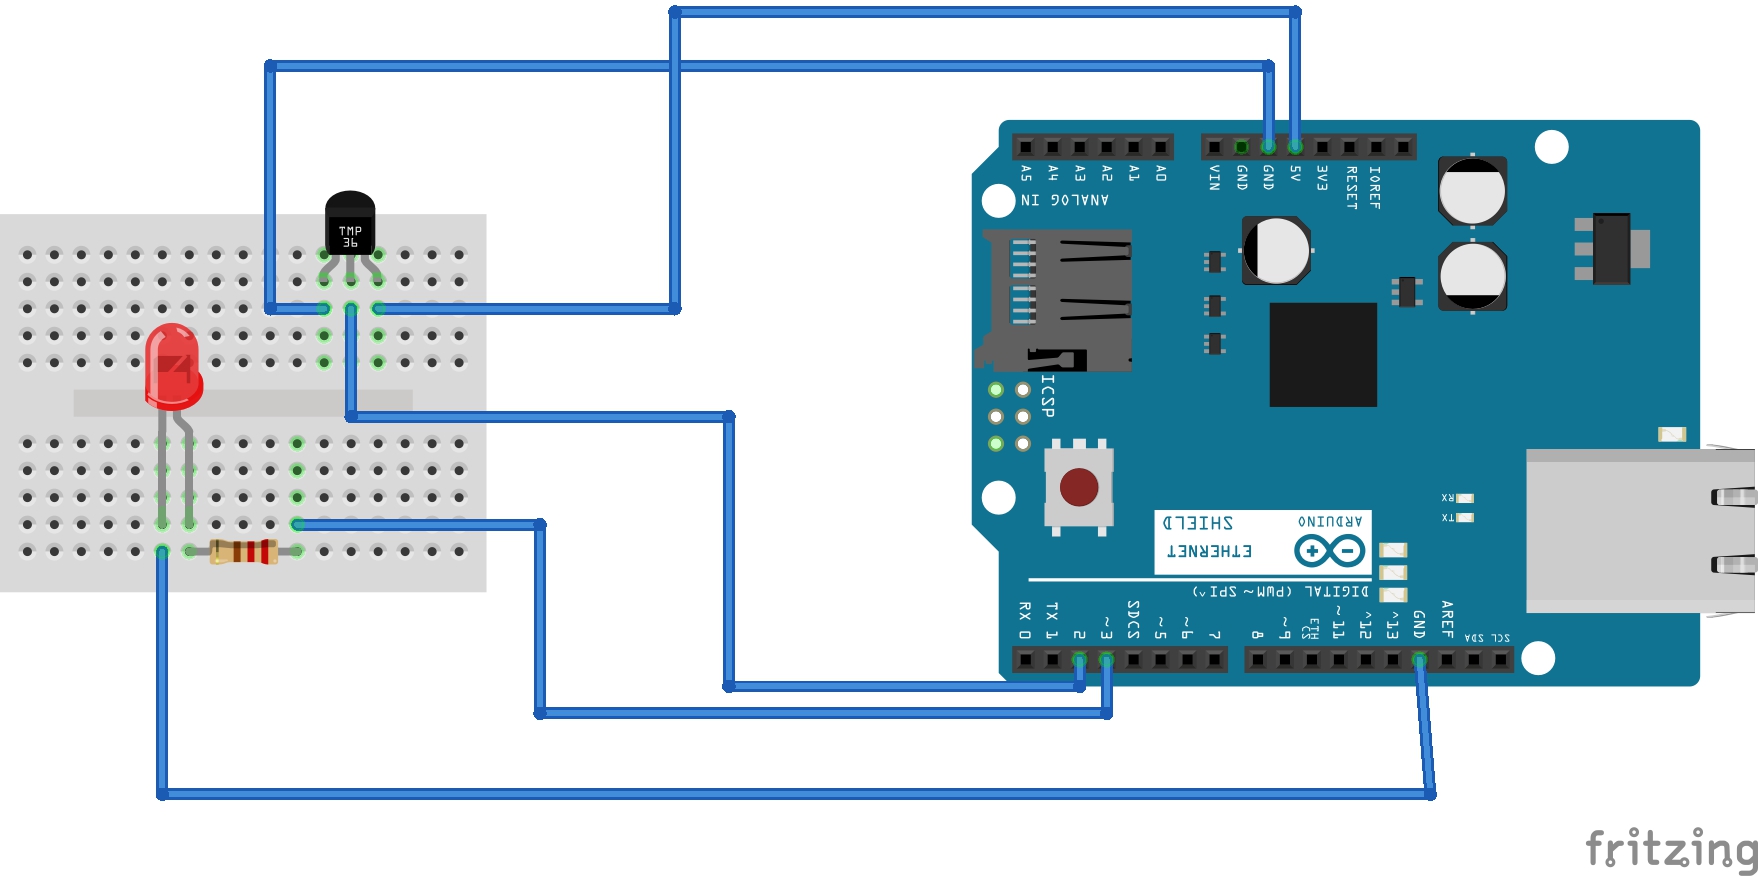 TMP
36
A5
A4
A3
A2
A1
A0
ANALOG IN
VIN
GND
GND
5V
3V3
RESET
IOREF
ICSP
RX
TX
ARDUINO
SHIELD
ETHERNET
DIGITAL (PWM~ SPI^)
RX 0
TX 1
2
~ 3
SDCS
~ 5
~ 6
7
8
~ 9
ETH
CS
~ 11
^12
^13
GND
AREF
SDA
SCL
fritzing